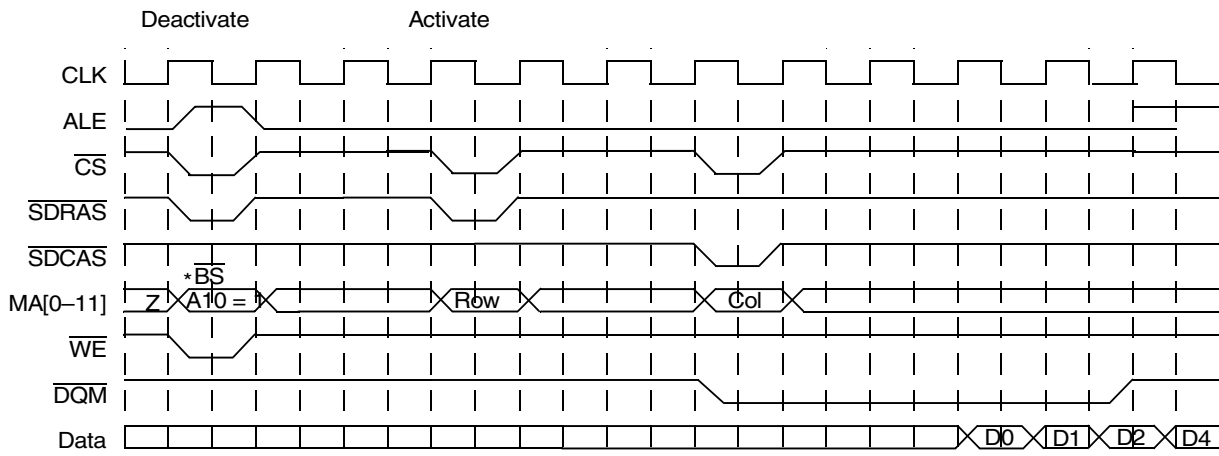 Deactivate Activate
CLK
ALE
CS
SDRAS
SDCAS
*BS
MA[0–11] Z A10 = 1 Row Col
WE
DQM
Data D0 D1 D2 D4